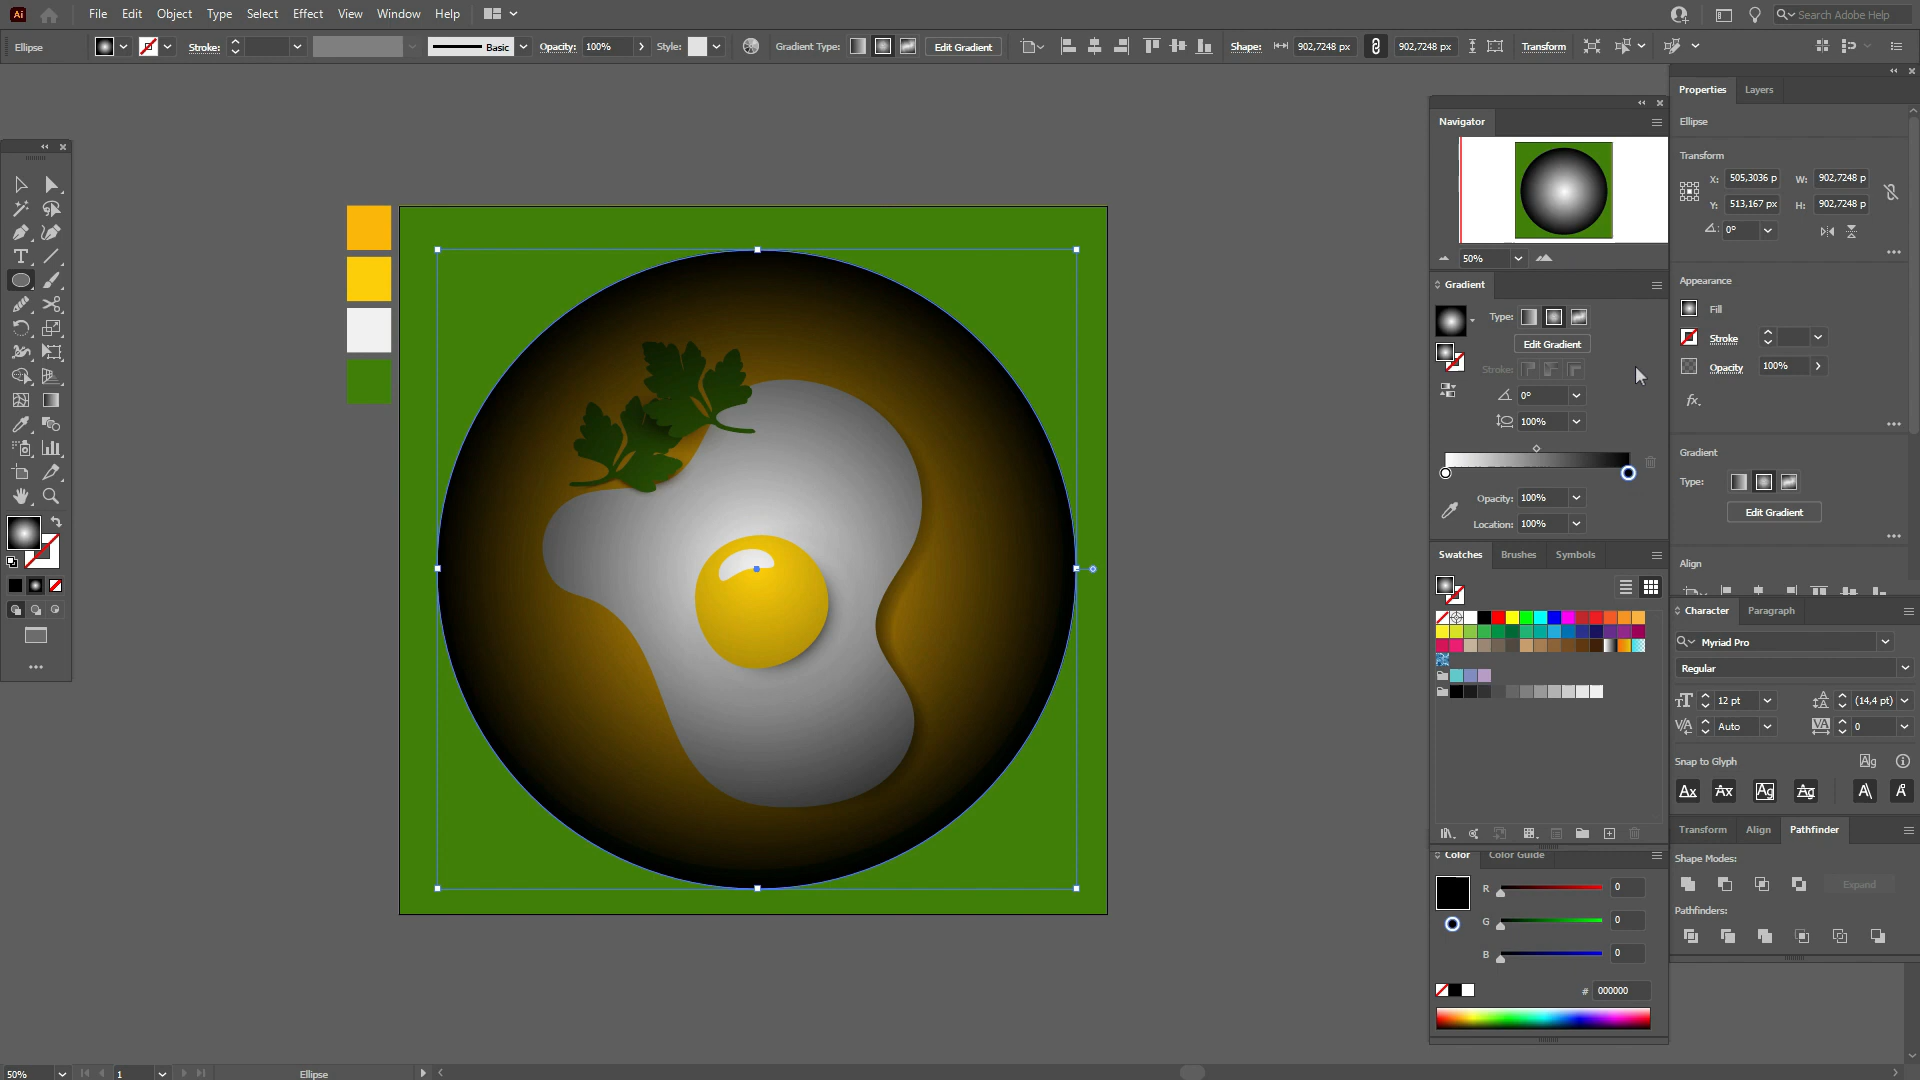 Ai File Edit Object Type Select Effect View Window Help Search Adobe Help
Ellipse Stroke: Basic Opacity: 100% Style: Gradient Type: Edit Gradient Shape: 902,7248 px 902,7248 px Transform
Navigator
50%
Gradient
Type:
Edit Gradient
Stroke:
0°
100%
Opacity: 100%
Location: 100%
Swatches Brushes Symbols
Color Color Guide
R 0
G 0
B 0
# 000000
Properties Layers
Ellipse
Transform
X: 505,3036 p W: 902,7248 p
Y: 513,167 px H: 902,7248 p
0°
Appearance
Fill
Stroke
Opacity 100%
fx.
Gradient
Type:
Edit Gradient
Align
Character Paragraph
Myriad Pro
Regular
12 pt (14,4 pt)
Auto 0
Snap to Glyph
Transform Align Pathfinder
Shape Modes:
Expand
Pathfinders:
50% 1 Ellipse